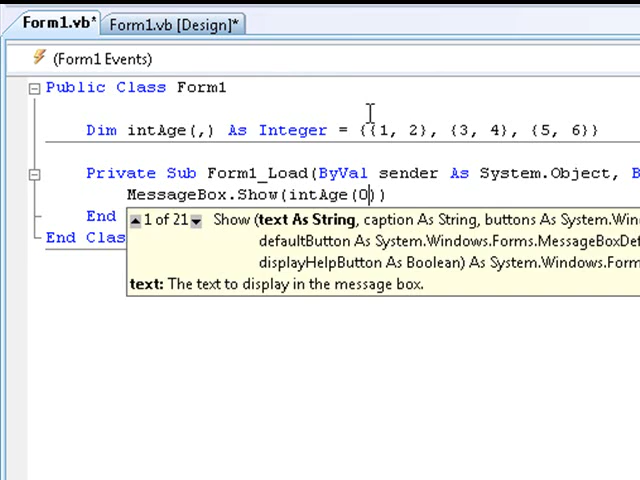 Form1.vb* Form1.vb [Design]*
(Form1 Events)
Public Class Form1
Dim intAge(,) As Integer = {{1, 2}, {3, 4}, {5, 6}}
Private Sub Form1_Load(ByVal sender As System.Object, B
MessageBox.Show(intAge(0))
End
1 of 21 Show (text As String, caption As String, buttons As System.Win
End Clas
defaultButton As System.Windows.Forms.MessageBoxDef
displayHelpButton As Boolean) As System.Windows.Form
text: The text to display in the message box.